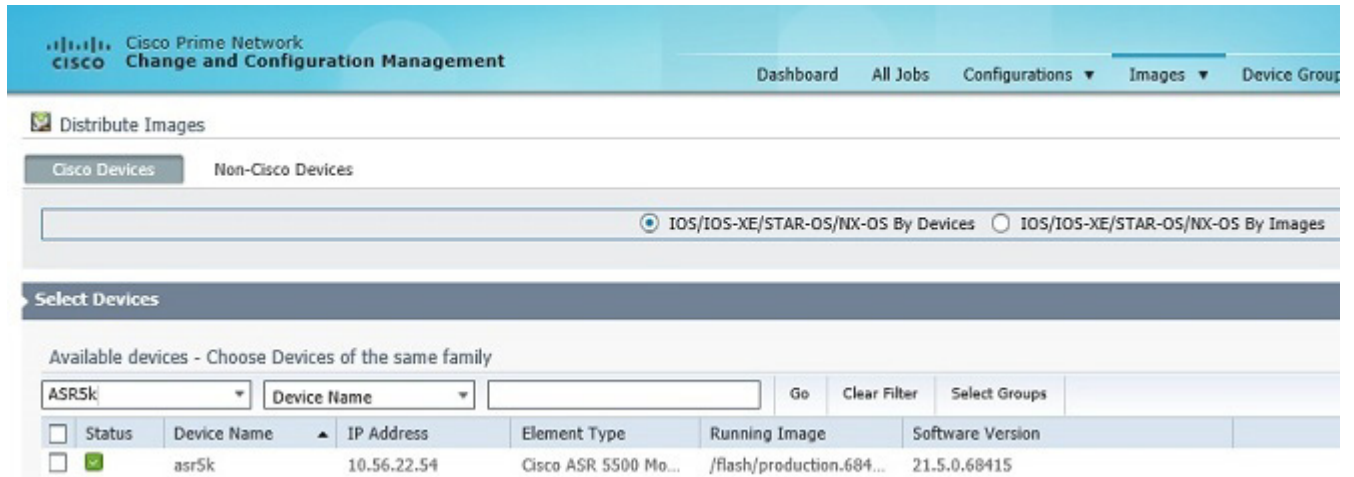 Cisco Prime Network
CISCO Change and Configuration Management
Dashboard All Jobs Configurations ▼ Images ▼ Device Group
Distribute Images
Cisco Devices Non-Cisco Devices
IOS/IOS-XE/STAR-OS/NX-OS By Devices IOS/IOS-XE/STAR-OS/NX-OS By Images
Select Devices
Available devices - Choose Devices of the same family
ASR5k Device Name Go Clear Filter Select Groups
Status Device Name IP Address Element Type Running Image Software Version
asr5k 10.56.22.54 Cisco ASR 5500 Mo... /flash/production.684... 21.5.0.68415